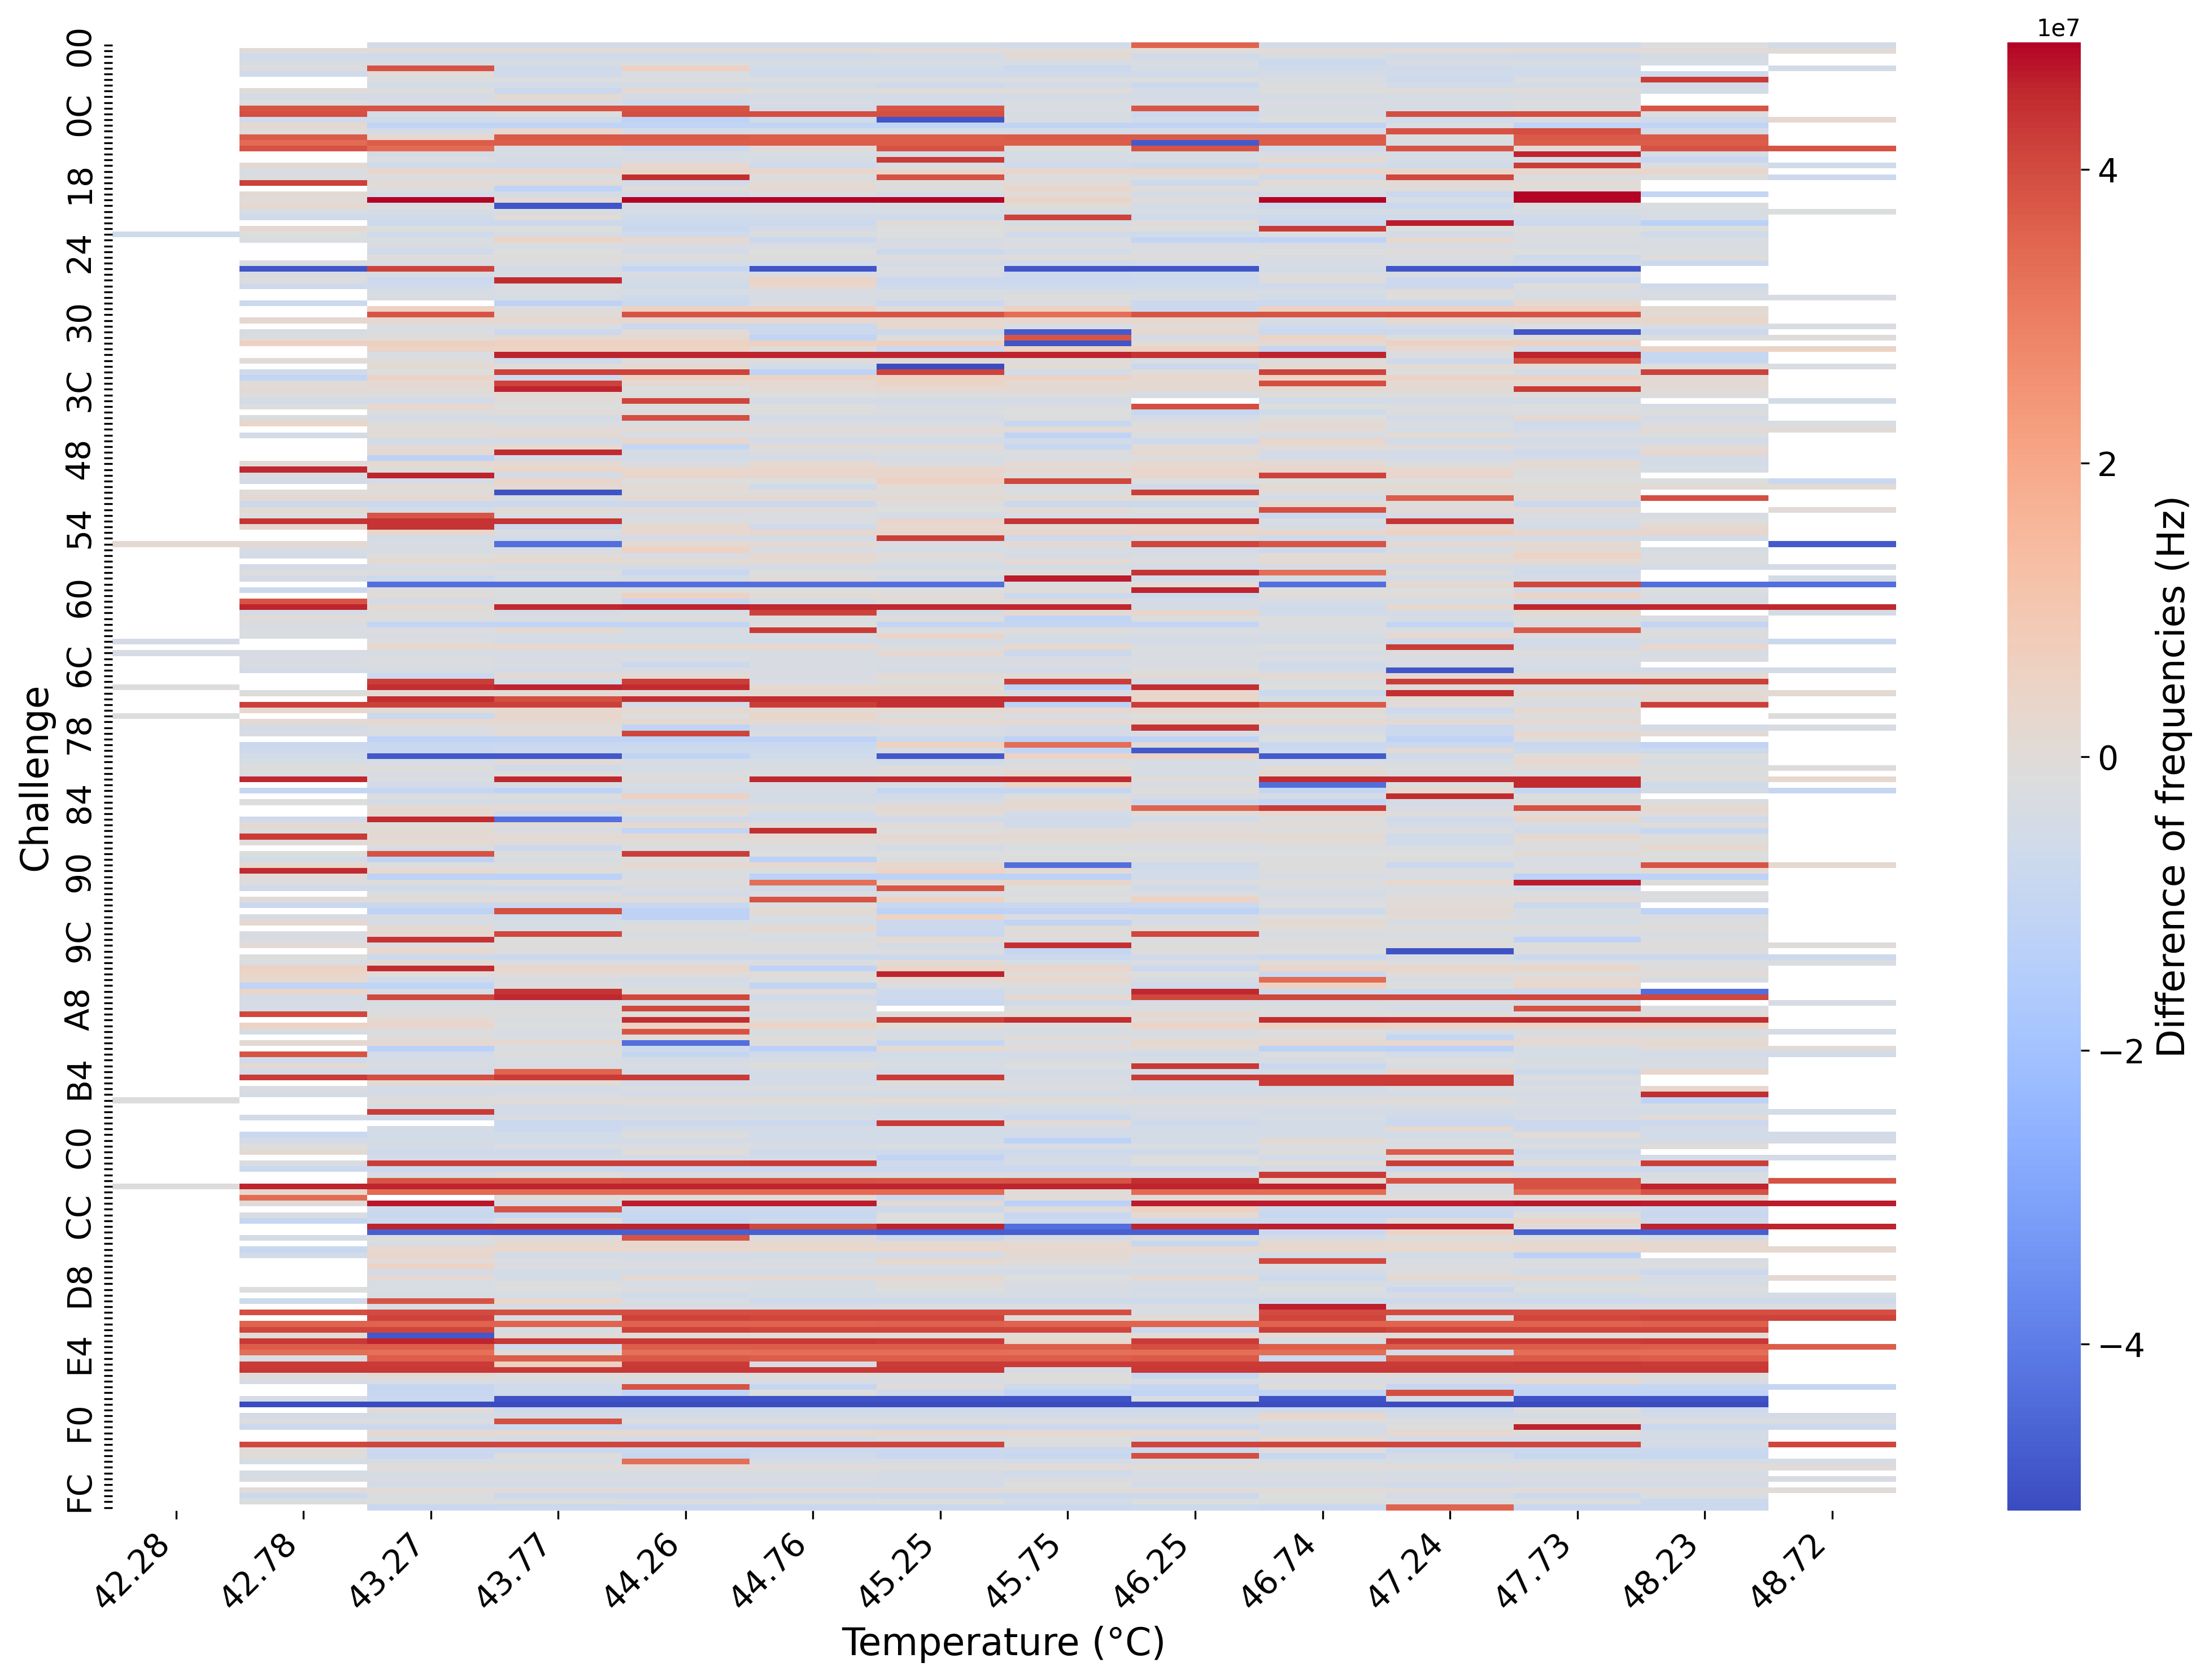 1e7
00
0C
18
24
30
3C
48
54
60
6C
78
84
90
9C
A8
B4
C0
CC
D8
E4
F0
FC
Challenge
42.28
42.78
43.27
43.77
44.26
44.76
45.25
45.75
46.25
46.74
47.24
47.73
48.23
48.72
Temperature (°C)
4
2
0
−2
−4
Difference of frequencies (Hz)